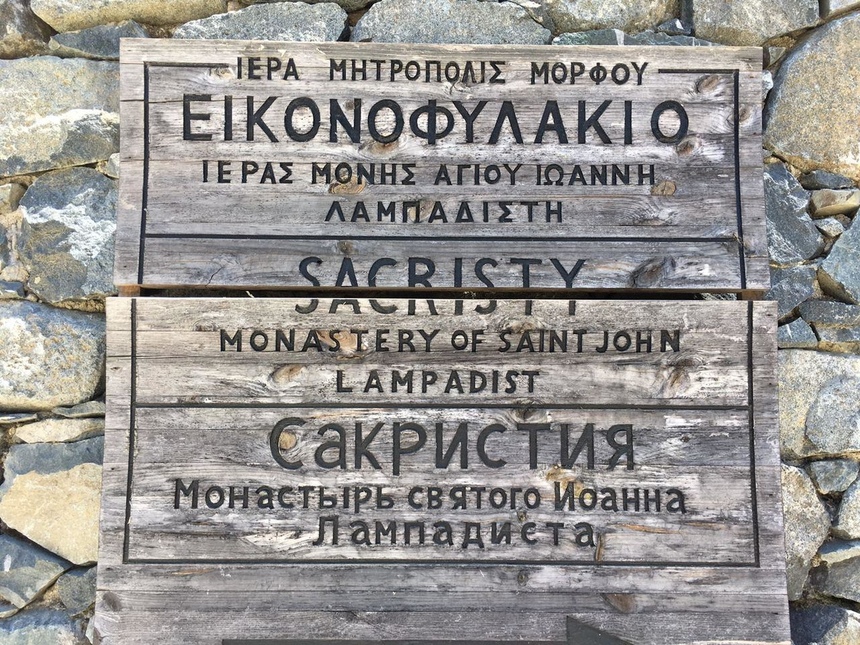 ΙΕΡΑ ΜΗΤΡΟΠΟΛΙΣ ΜΟΡΦΟΥ
ΕΙΚΟΝΟΦΥΛΑΚΙΟ
ΙΕΡΑΣ ΜΟΝΗΣ ΑΓΙΟΥ ΙΩΑΝΝΗ
ΛΑΜΠΑΔΙΣΤΗ
SACRISTY
MONASTERY OF SAINT JOHN
LAMPADIST
Сакристия
Монастырь святого Иоанна
Лампадиста